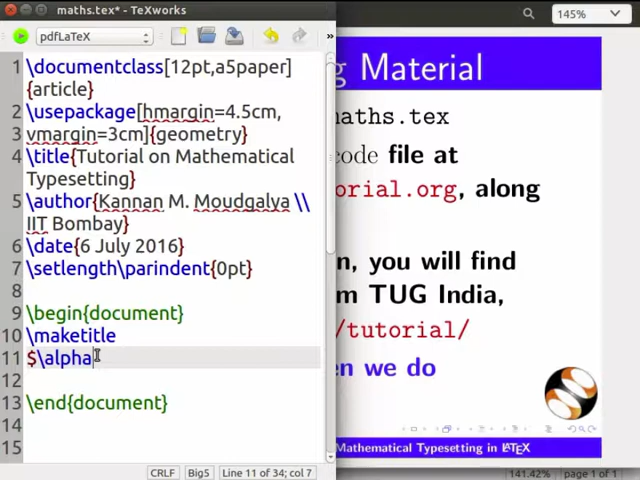 maths.tex* - TeXworks
145%
pdfLaTeX
»
1 \documentclass[12pt,a5paper]
{article}
2 \usepackage[hmargin=4.5cm,
3 vmargin=3cm]{geometry}
4 \title{Tutorial on Mathematical
Typesetting}
5 \author{Kannan M. Moudgalya \\
IIT Bombay}
6 \date{6 July 2016}
7 \setlength\parindent{0pt}
8
9 \begin{document}
10 \maketitle
11 $\alpha
12
13 \end{document}
14
15
CRLF Big5 Line 11 of 34; col 7
g Material
maths.tex
code file at
torial.org, along
n, you will find
m TUG India,
/tutorial/
en we do
Mathematical Typesetting in LATEX
141.42% page 1 of 1